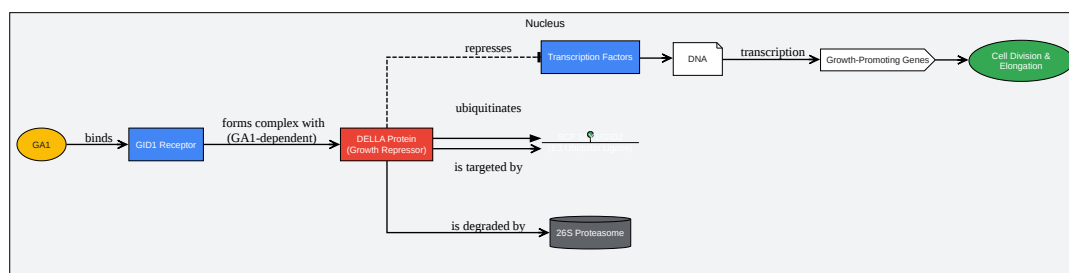 Nucleus
represses
Transcription Factors
DNA
transcription
Growth-Promoting Genes
Cell Division &
Elongation
ubiquitinates
GA1
binds
GID1 Receptor
forms complex with
(GA1-dependent)
DELLA Protein
(Growth Repressor)
is targeted by
is degraded by
26S Proteasome